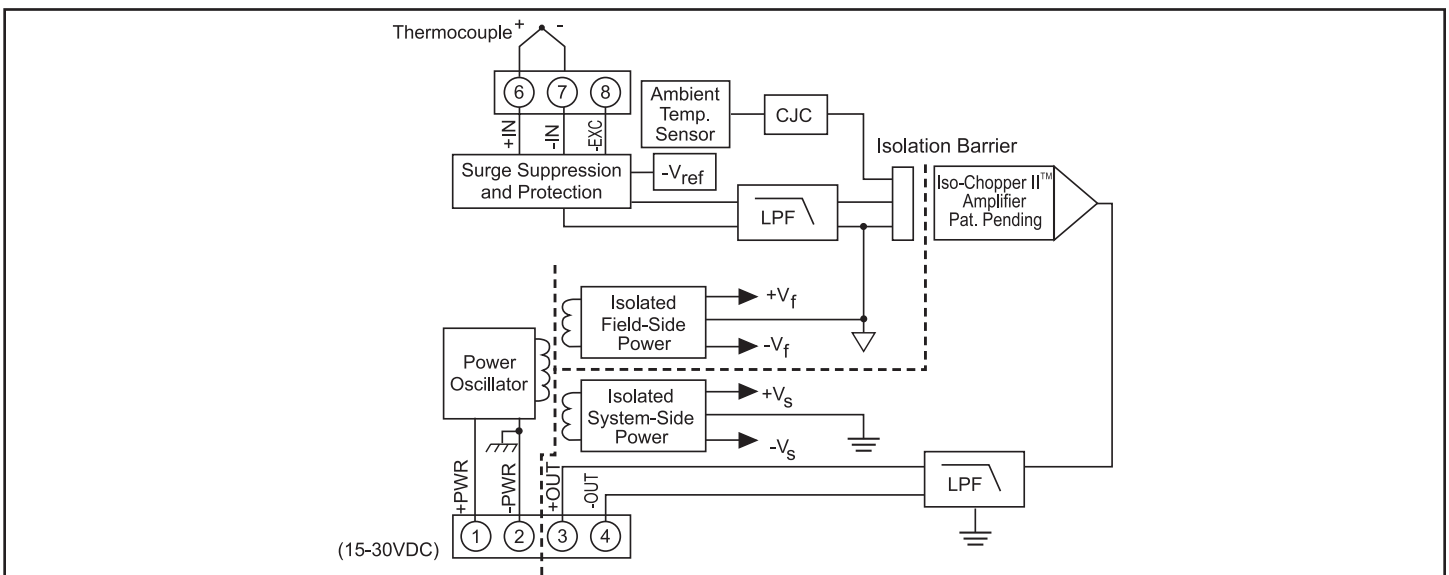 Thermocouple + -
6 7 8
+IN -IN -EXC
Ambient
Temp.
Sensor
CJC
Isolation Barrier
Surge Suppression
and Protection
-Vref
LPF
Iso-Chopper II™
Amplifier
Pat. Pending
Isolated
Field-Side
Power
+Vf
-Vf
Power
Oscillator
Isolated
System-Side
Power
+Vs
-Vs
LPF
+PWR -PWR +OUT -OUT
(15-30VDC) 1 2 3 4